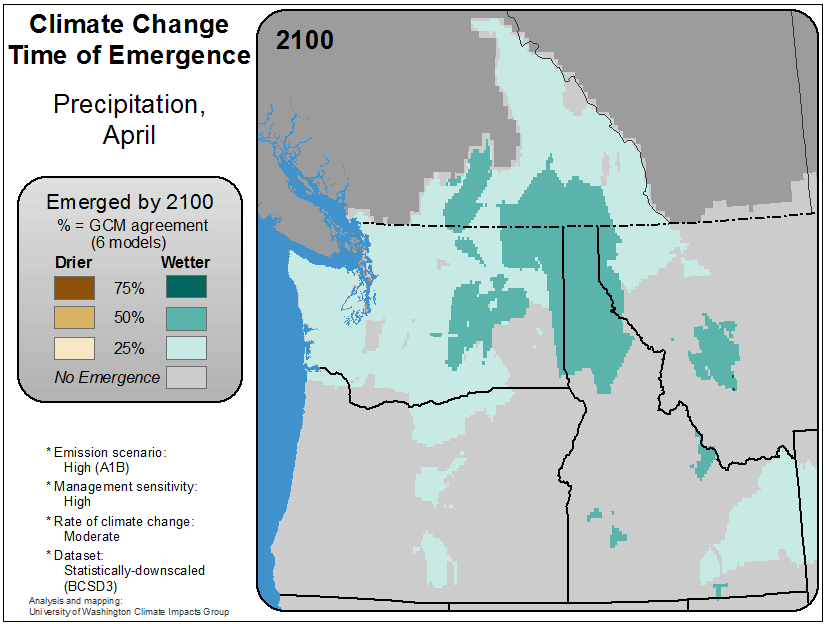 Climate Change
Time of Emergence
Precipitation,
April
2100
Emerged by 2100
% = GCM agreement
(6 models)
Drier Wetter
75%
50%
25%
No Emergence
* Emission scenario:
High (A1B)
* Management sensitivity:
High
* Rate of climate change:
Moderate
* Dataset:
Statistically-downscaled
(BCSD3)
Analysis and mapping:
University of Washington Climate Impacts Group